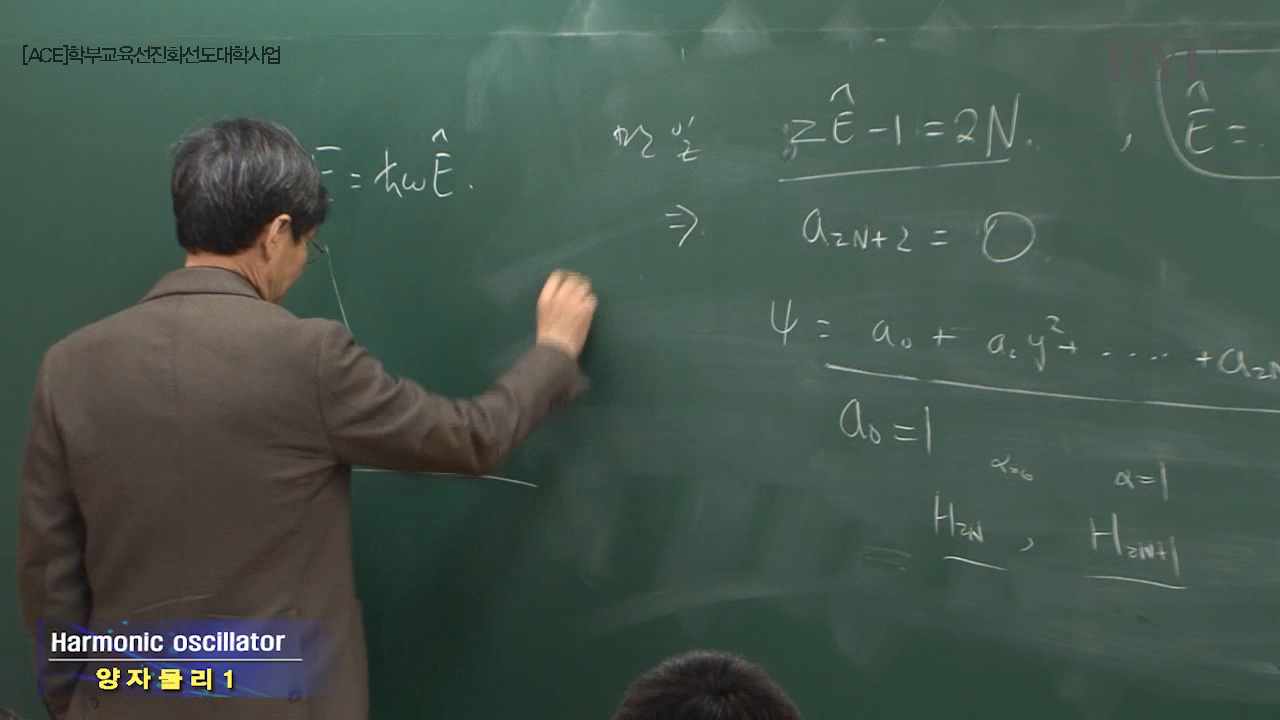 [ACE]학부교육선진화선도대학사업
HYU
E = ħωÊ.
만일 2Ê - 1 = 2N. , Ê =
⇒ a₂N+2 = 0
ψ = a₀ + a₂y² + ..... + a₂N
a₀ = 1
α=0 α=1
H₂N , H₂N+1
Harmonic oscillator
양자물리1